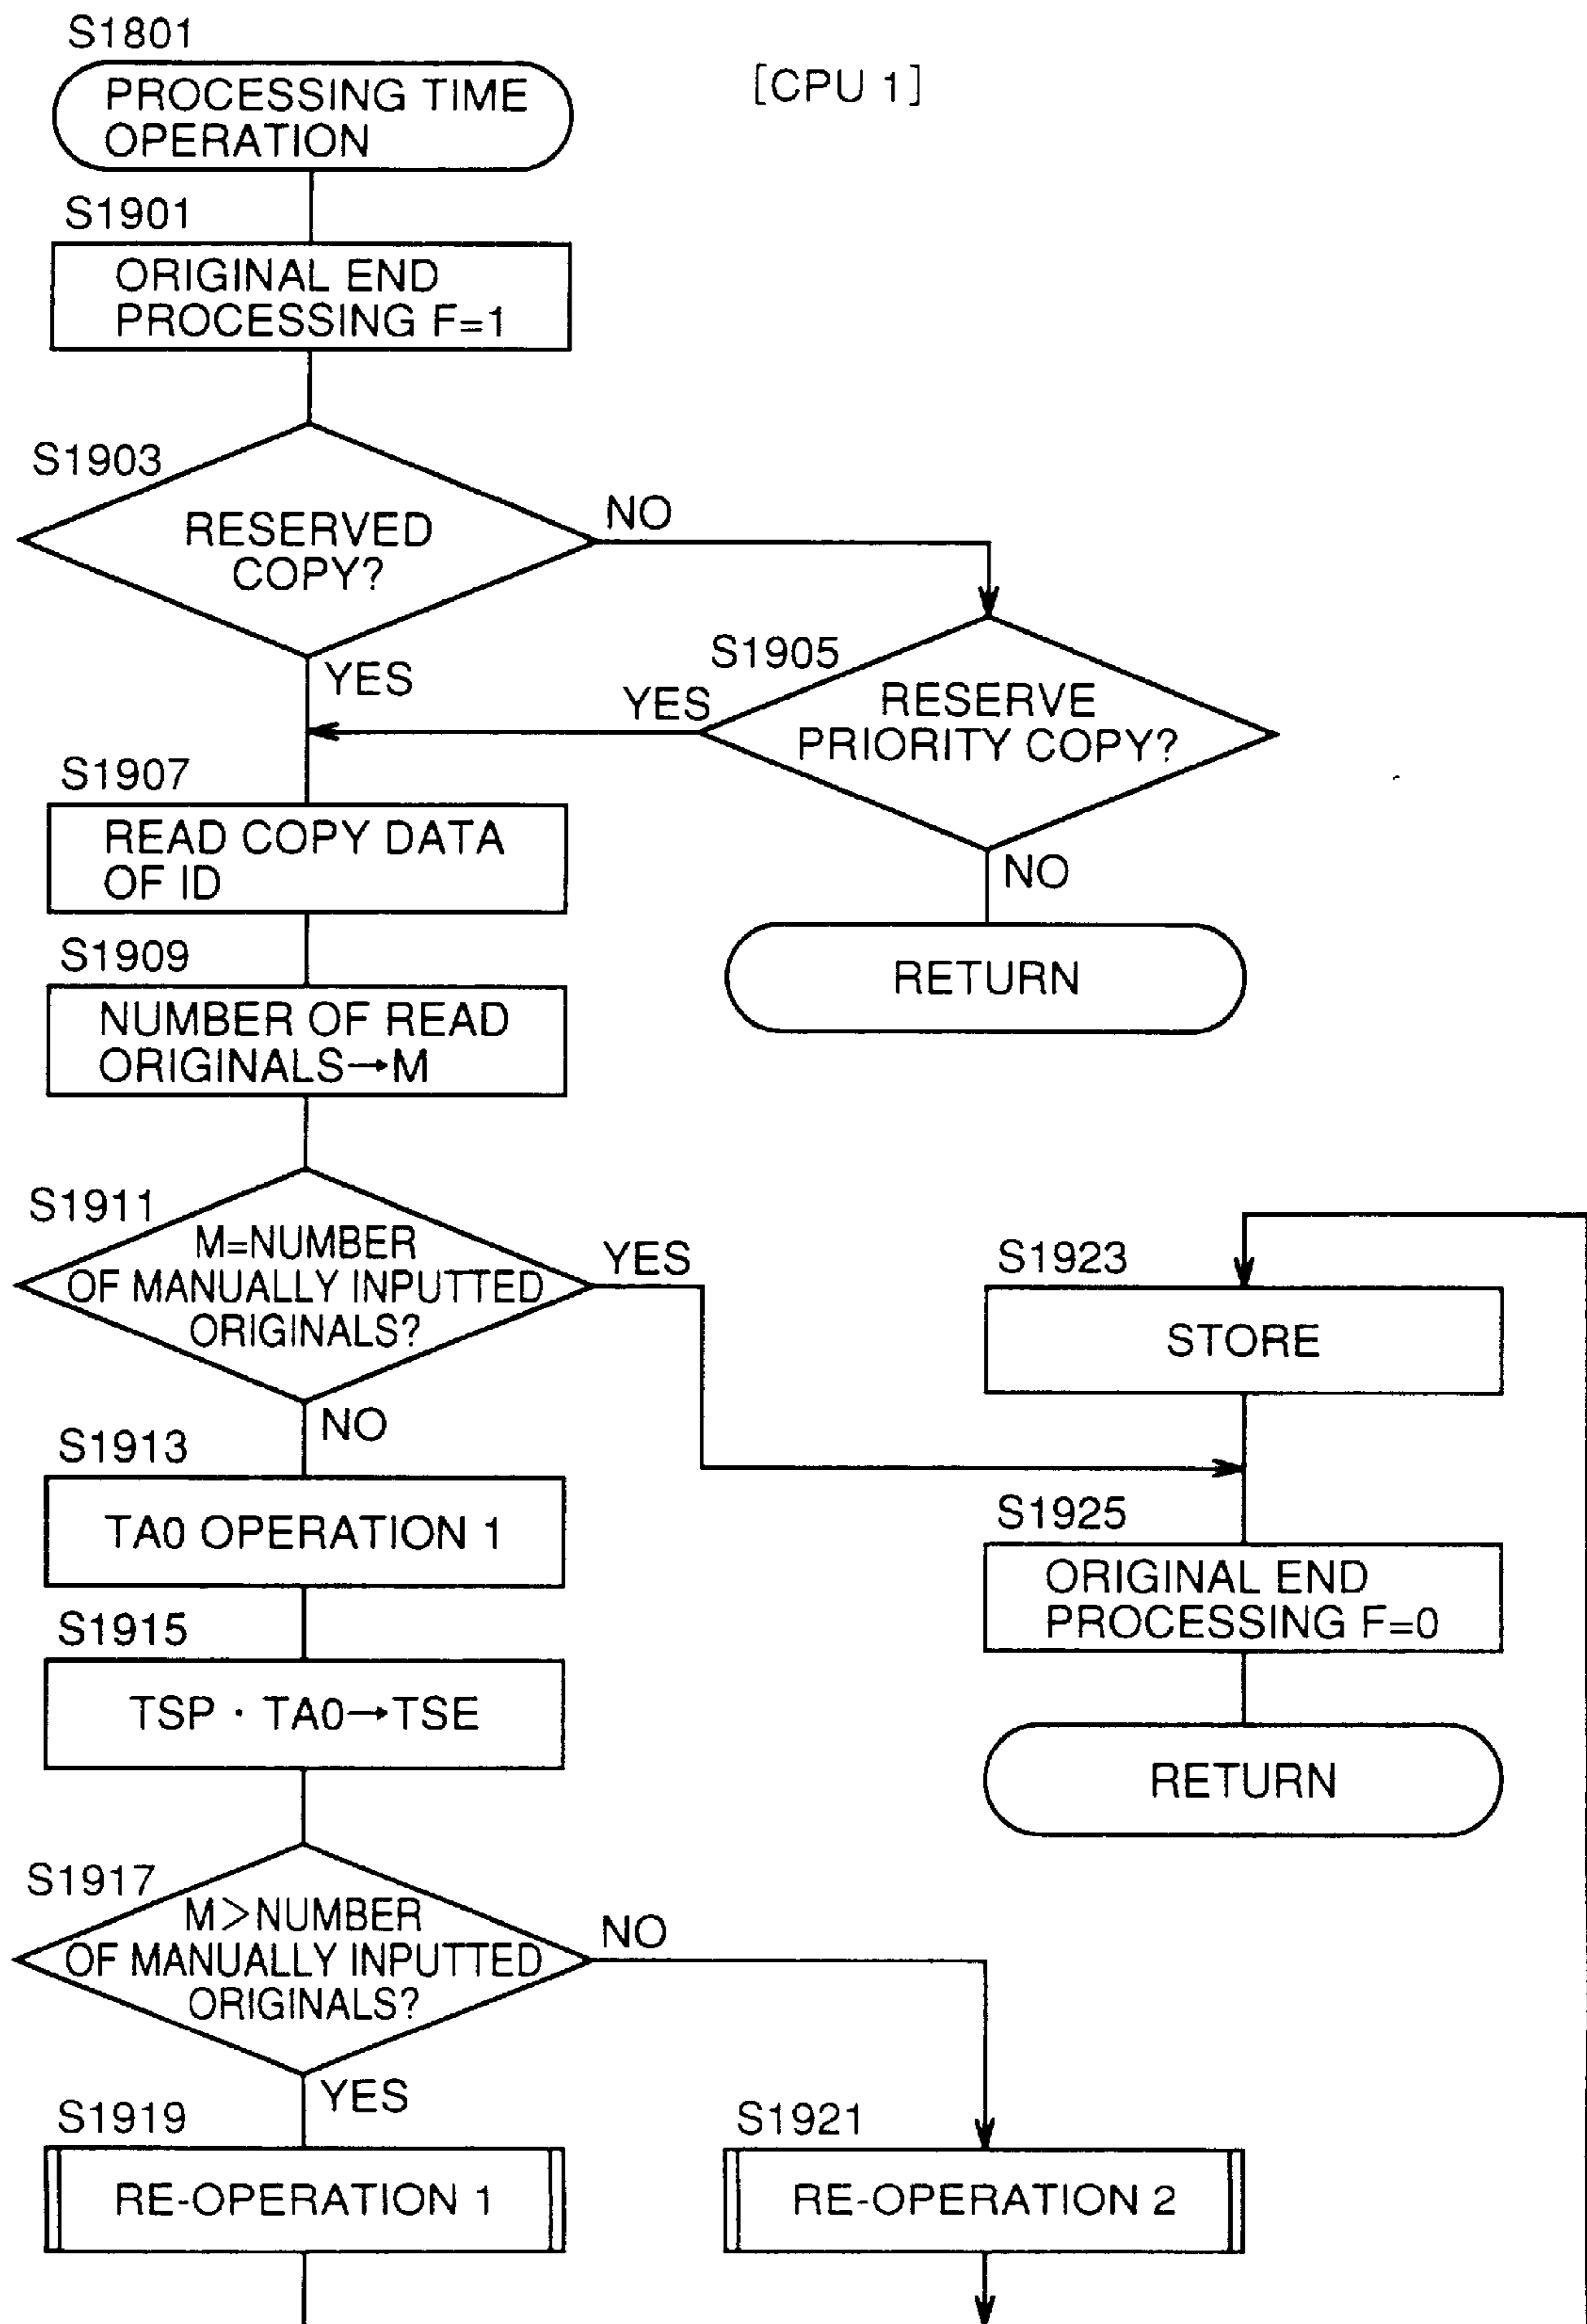 S1801
[CPU 1]
PROCESSING TIME
OPERATION
S1901
ORIGINAL END
PROCESSING F=1
S1903
RESERVED
COPY?
NO
YES
S1905
RESERVE
PRIORITY COPY?
YES
NO
RETURN
S1907
READ COPY DATA
OF ID
S1909
NUMBER OF READ
ORIGINALS→M
S1911
M=NUMBER
OF MANUALLY INPUTTED
ORIGINALS?
YES
NO
S1913
TA0 OPERATION 1
S1915
TSP · TA0→TSE
S1917
M>NUMBER
OF MANUALLY INPUTTED
ORIGINALS?
NO
YES
S1919
RE-OPERATION 1
S1921
RE-OPERATION 2
S1923
STORE
S1925
ORIGINAL END
PROCESSING F=0
RETURN